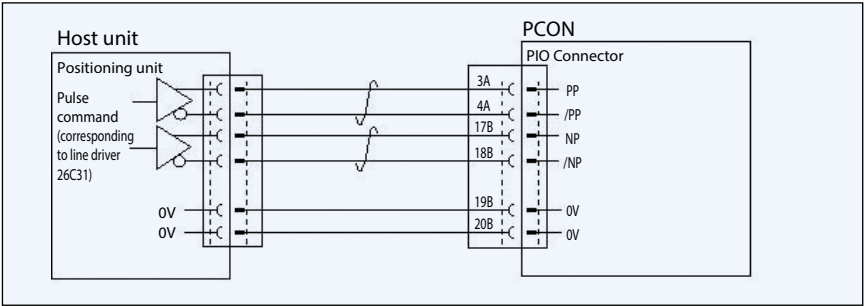 Host unit
PCON
Positioning unit
PIO Connector
Pulse
command
(corresponding
to line driver
26C31)
0V
0V
3A
4A
17B
18B
19B
20B
PP
/PP
NP
/NP
0V
0V